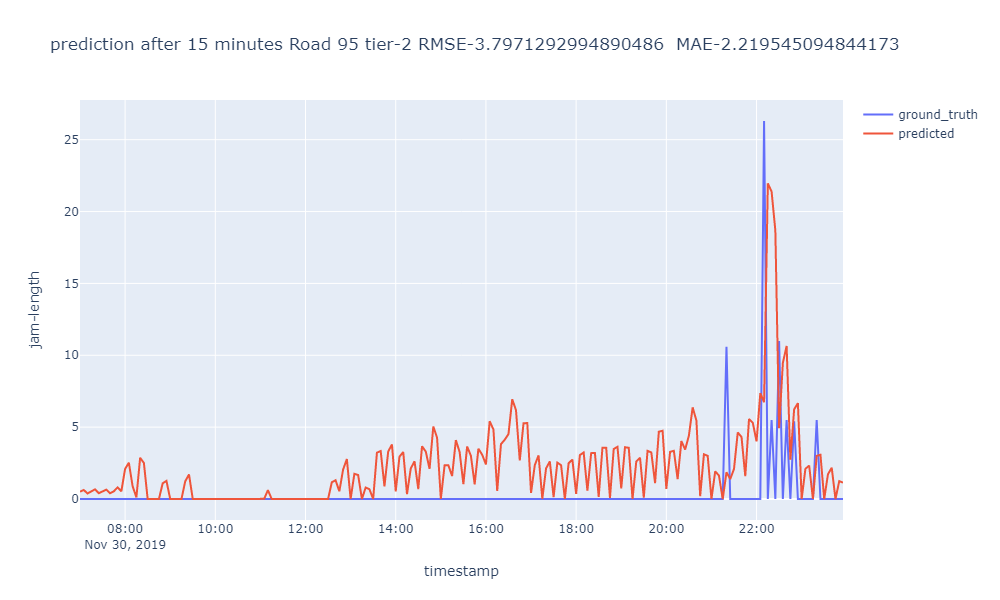 prediction after 15 minutes Road 95 tier-2 RMSE-3.7971292994890486  MAE-2.219545094844173
ground_truth
predicted
25
20
15
10
5
0
jam-length
08:00 10:00 12:00 14:00 16:00 18:00 20:00 22:00
Nov 30, 2019
timestamp